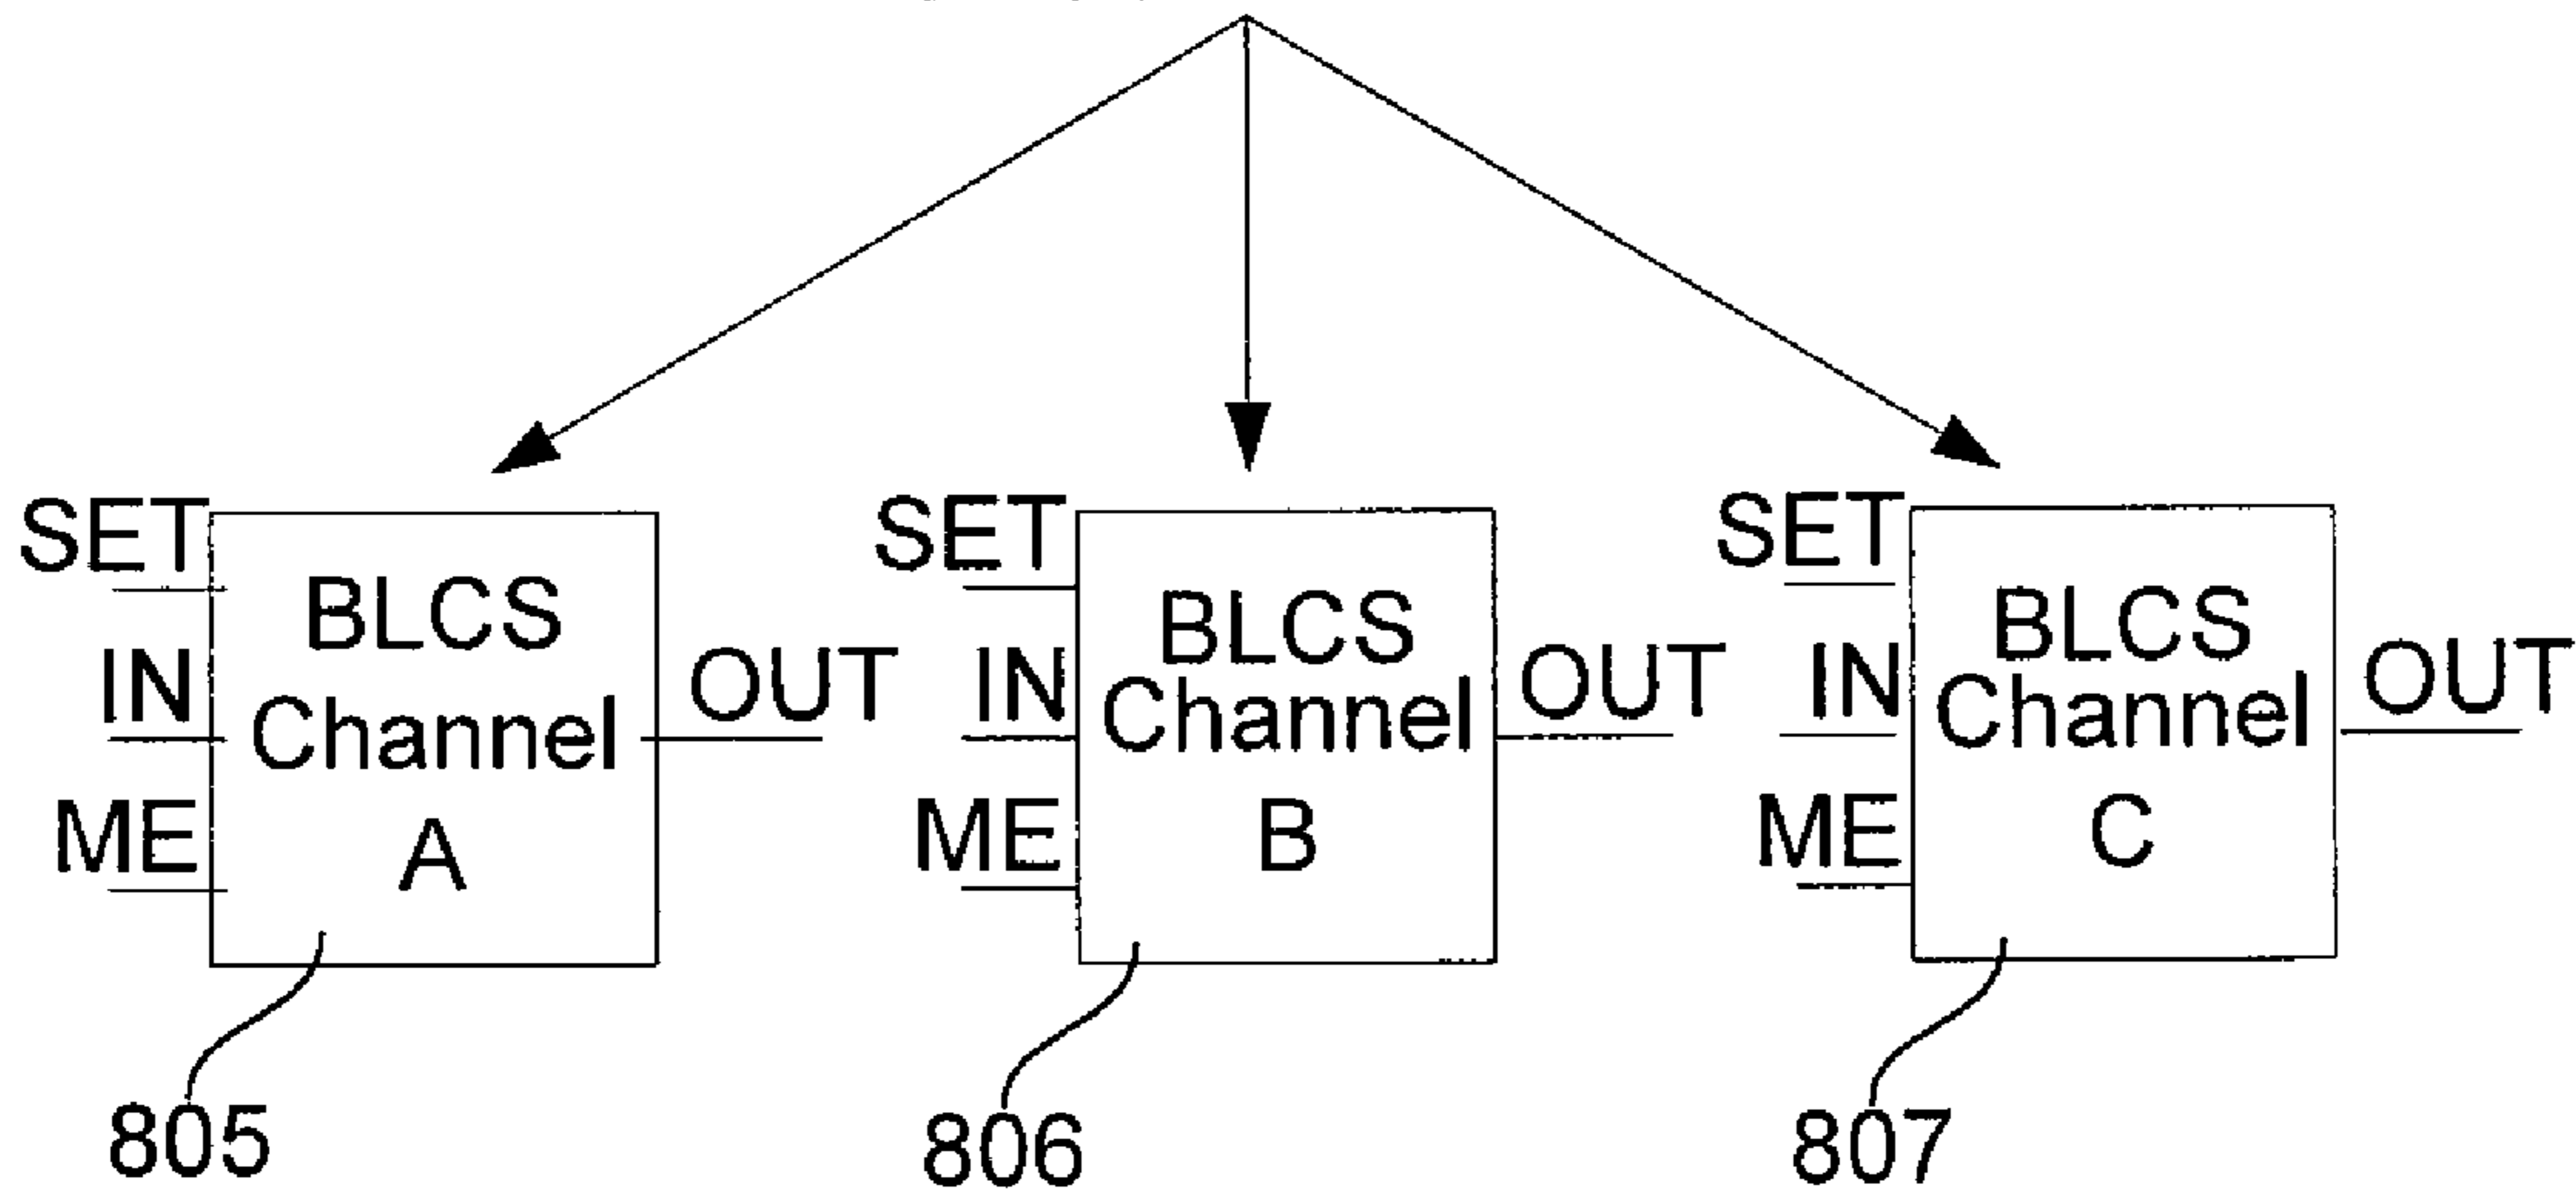 SET
BLCS
IN
Channel
OUT
ME
A
805
SET
BLCS
IN
Channel
OUT
ME
B
806
SET
BLCS
IN
Channel
OUT
ME
C
807